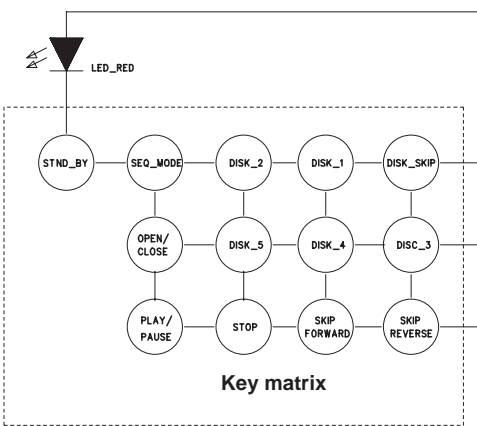 LED_RED
STND_BY
SEQ_MODE
DISK_2
DISK_1
DISK_SKIP
OPEN/
CLOSE
DISK_5
DISK_4
DISC_3
PLAY/
PAUSE
STOP
SKIP
FORWARD
SKIP
REVERSE
Key matrix